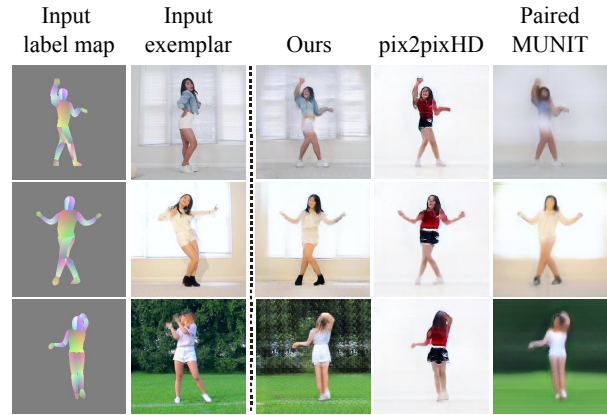 Input
label map
Input
exemplar
Ours
pix2pixHD
Paired
MUNIT